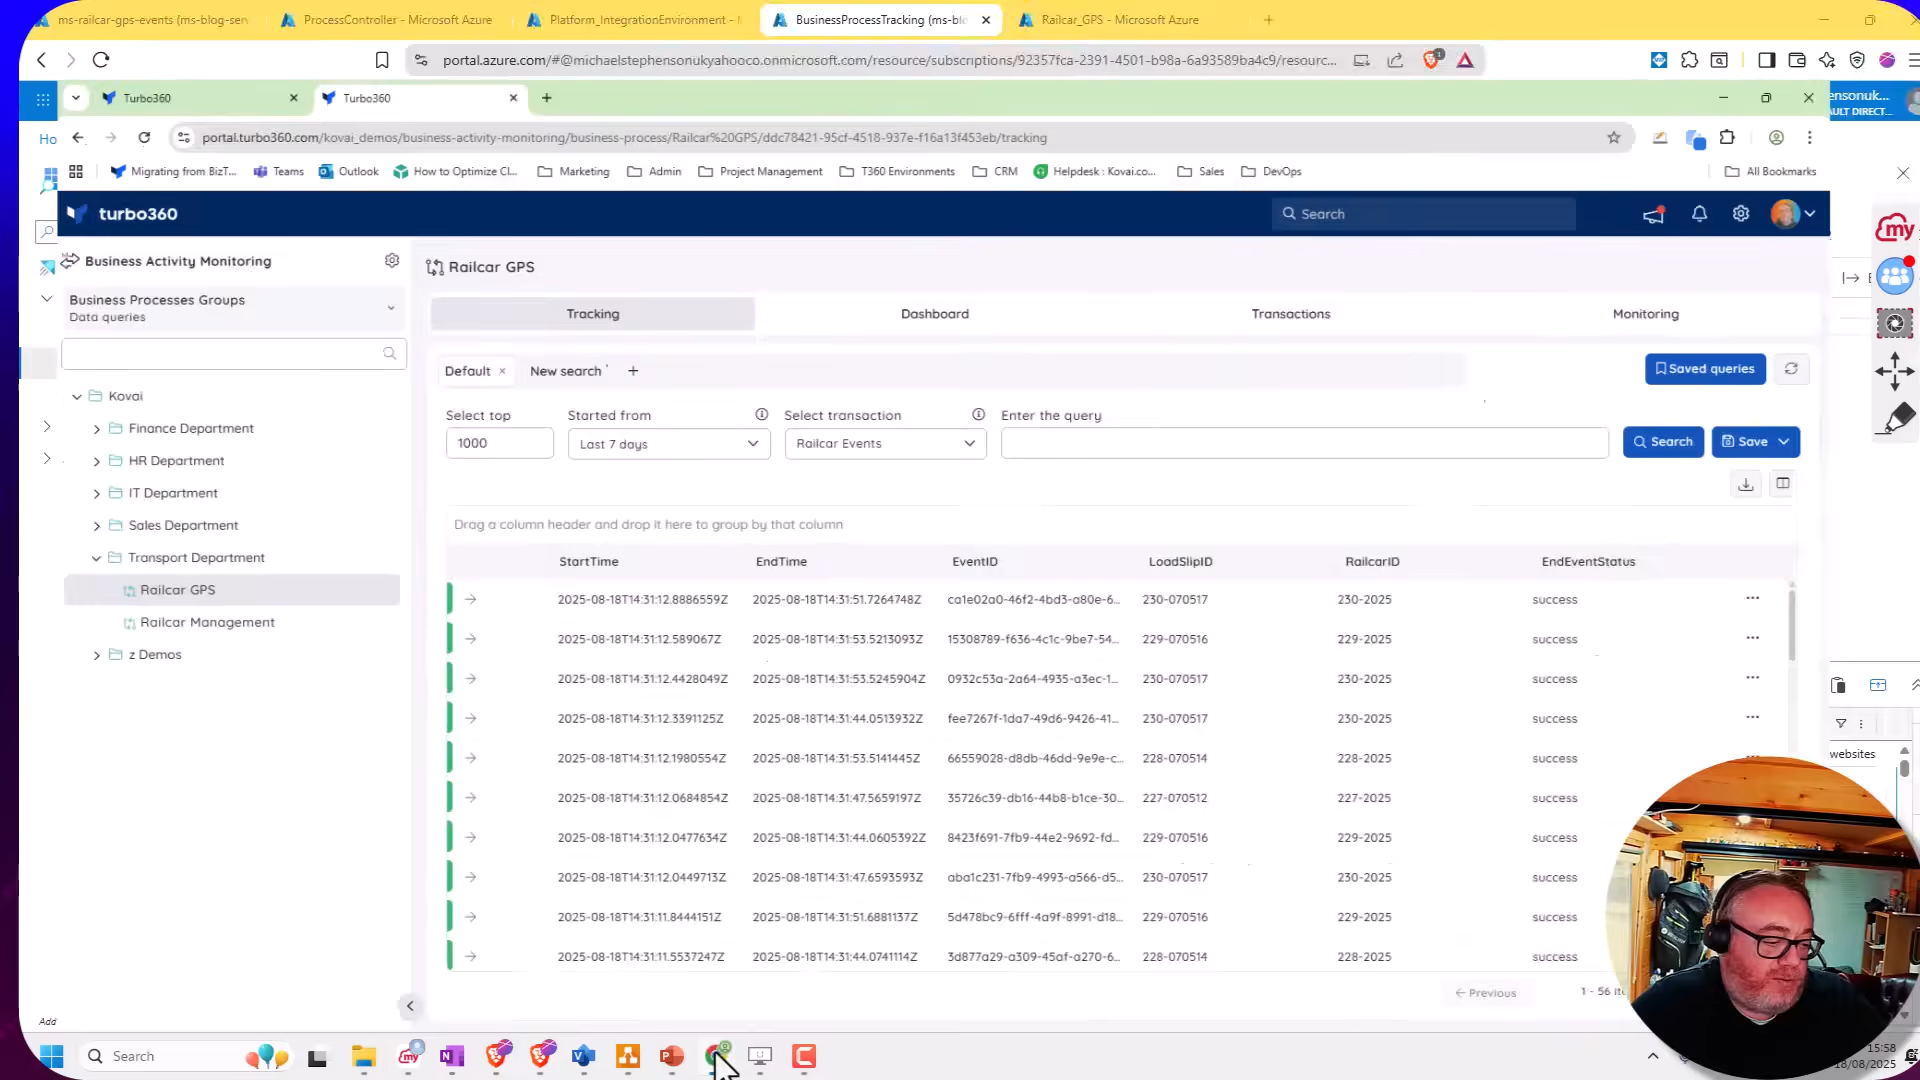 ms-railcar-gps-events (ms-blog-serv
ProcessController - Microsoft Azure
Platform_IntegrationEnvironment -
BusinessProcessTracking (ms-blo
Railcar_GPS - Microsoft Azure
portal.azure.com/#@michaelstephensonukyahooco.onmicrosoft.com/resource/subscriptions/92357fca-2391-4501-b98a-6a93589ba4c9/resourc...
Turbo360
Turbo360
ensonuk...
AULT DIRECT...
Ho
portal.turbo360.com/kovai_demos/business-activity-monitoring/business-process/Railcar%20GPS/ddc78421-95cf-4518-937e-f16a13f453eb/tracking
Migrating from BizT...
Teams
Outlook
How to Optimize Cl...
Marketing
Admin
Project Management
T360 Environments
CRM
Helpdesk : Kovai.co...
Sales
DevOps
All Bookmarks
turbo360
Search
my
Business Activity Monitoring
Railcar GPS
Business Processes Groups
Data queries
Tracking
Dashboard
Transactions
Monitoring
Default
New search
Saved queries
Select top
Started from
Select transaction
Enter the query
1000
Last 7 days
Railcar Events
Search
Save
Kovai
Finance Department
HR Department
IT Department
Sales Department
Transport Department
Railcar GPS
Railcar Management
z Demos
Drag a column header and drop it here to group by that column
StartTime EndTime EventID LoadSlipID RailcarID EndEventStatus
2025-08-18T14:31:12.8886559Z 2025-08-18T14:31:51.7264748Z ca1e02a0-46f2-4bd3-a80e-6... 230-070517 230-2025 success
2025-08-18T14:31:12.589067Z 2025-08-18T14:31:53.5213093Z 15308789-f636-4c1c-9be7-54... 229-070516 229-2025 success
2025-08-18T14:31:12.4428049Z 2025-08-18T14:31:53.5245904Z 0932c53a-2a64-4935-a3ec-1... 230-070517 230-2025 success
2025-08-18T14:31:12.3391125Z 2025-08-18T14:31:44.0513932Z fee7267f-1da7-49d6-9426-41... 230-070517 230-2025 success
2025-08-18T14:31:12.1980554Z 2025-08-18T14:31:53.5141445Z 66559028-d8db-46dd-9e9e-c... 228-070514 228-2025 success
2025-08-18T14:31:12.0684854Z 2025-08-18T14:31:47.5659197Z 35726c39-db16-44b8-b1ce-30... 227-070512 227-2025 success
2025-08-18T14:31:12.0477634Z 2025-08-18T14:31:44.0605392Z 8423f691-7fb9-44e2-9692-fd... 229-070516 229-2025 success
2025-08-18T14:31:12.0449713Z 2025-08-18T14:31:47.6593593Z aba1c231-7fb9-4993-a566-d5... 230-070517 230-2025 success
2025-08-18T14:31:11.8444151Z 2025-08-18T14:31:51.6881137Z 5d478bc9-6fff-4a9f-8991-d18... 229-070516 229-2025 success
2025-08-18T14:31:11.5537247Z 2025-08-18T14:31:44.0741114Z 3d877a29-a309-45af-a270-6... 228-070514 228-2025 success
websites
Previous
1 - 56 it
Add
Search
15:58
18/08/2025